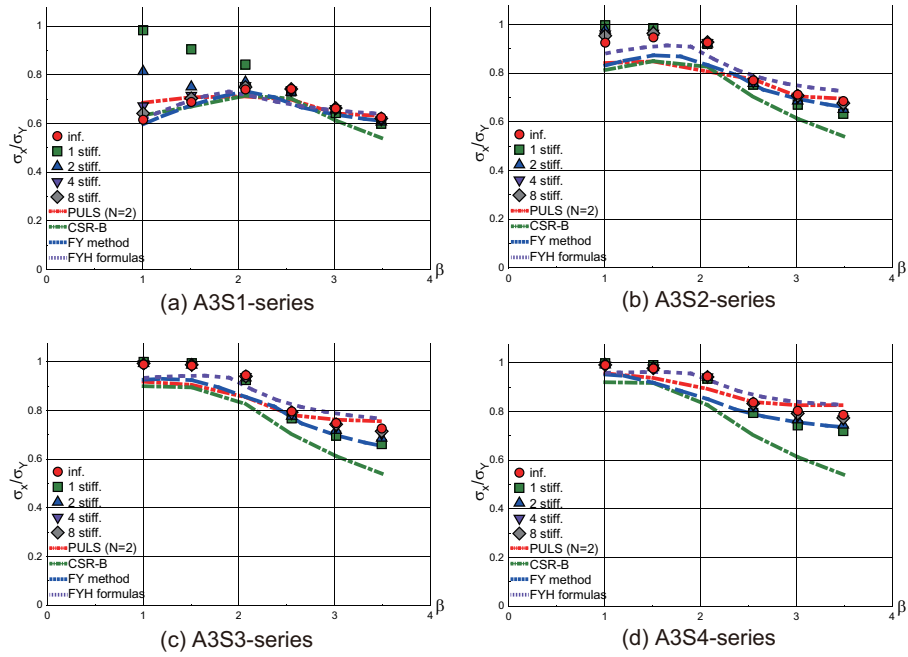 σx/σY
1
0.8
0.6
0.4
0.2
0
inf.
1 stiff.
2 stiff.
4 stiff.
8 stiff.
PULS (N=2)
CSR-B
FY method
FYH formulas
0 1 2 3 4
β
(a) A3S1-series
σx/σY
1
0.8
0.6
0.4
0.2
0
inf.
1 stiff.
2 stiff.
4 stiff.
8 stiff.
PULS (N=2)
CSR-B
FY method
FYH formulas
0 1 2 3 4
β
(b) A3S2-series
σx/σY
1
0.8
0.6
0.4
0.2
0
inf.
1 stiff.
2 stiff.
4 stiff.
8 stiff.
PULS (N=2)
CSR-B
FY method
FYH formulas
0 1 2 3 4
β
(c) A3S3-series
σx/σY
1
0.8
0.6
0.4
0.2
0
inf.
1 stiff.
2 stiff.
4 stiff.
8 stiff.
PULS (N=2)
CSR-B
FY method
FYH formulas
0 1 2 3 4
β
(d) A3S4-series